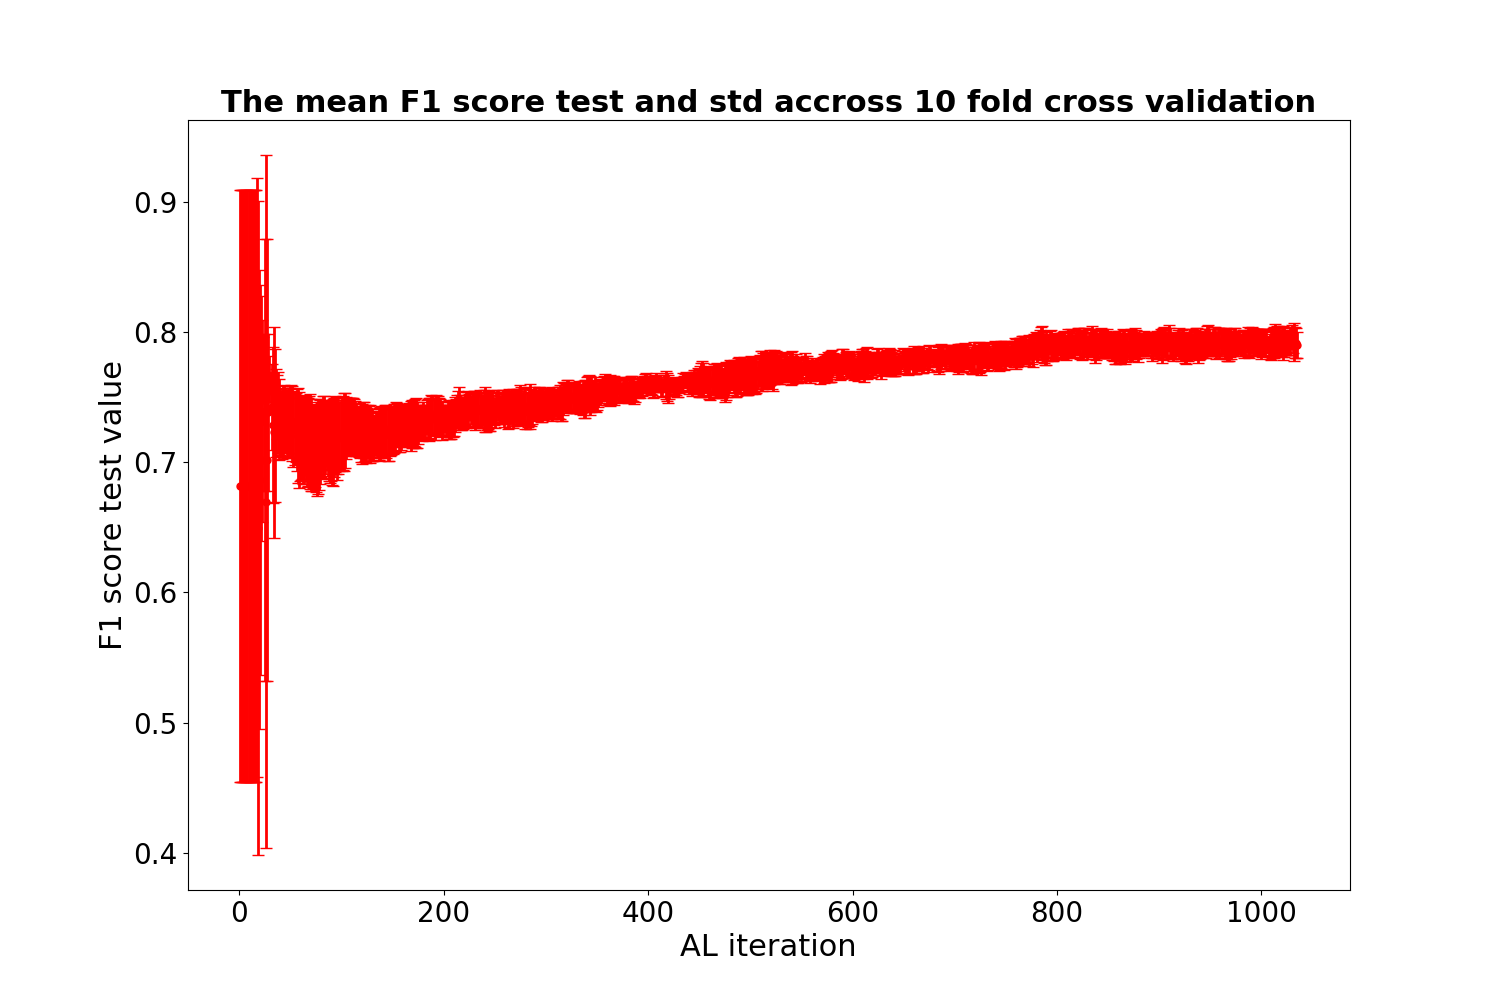 The mean F1 score test and std accross 10 fold cross validation
F1 score test value
0.9
0.8
0.7
0.6
0.5
0.4
0 200 400 600 800 1000
AL iteration